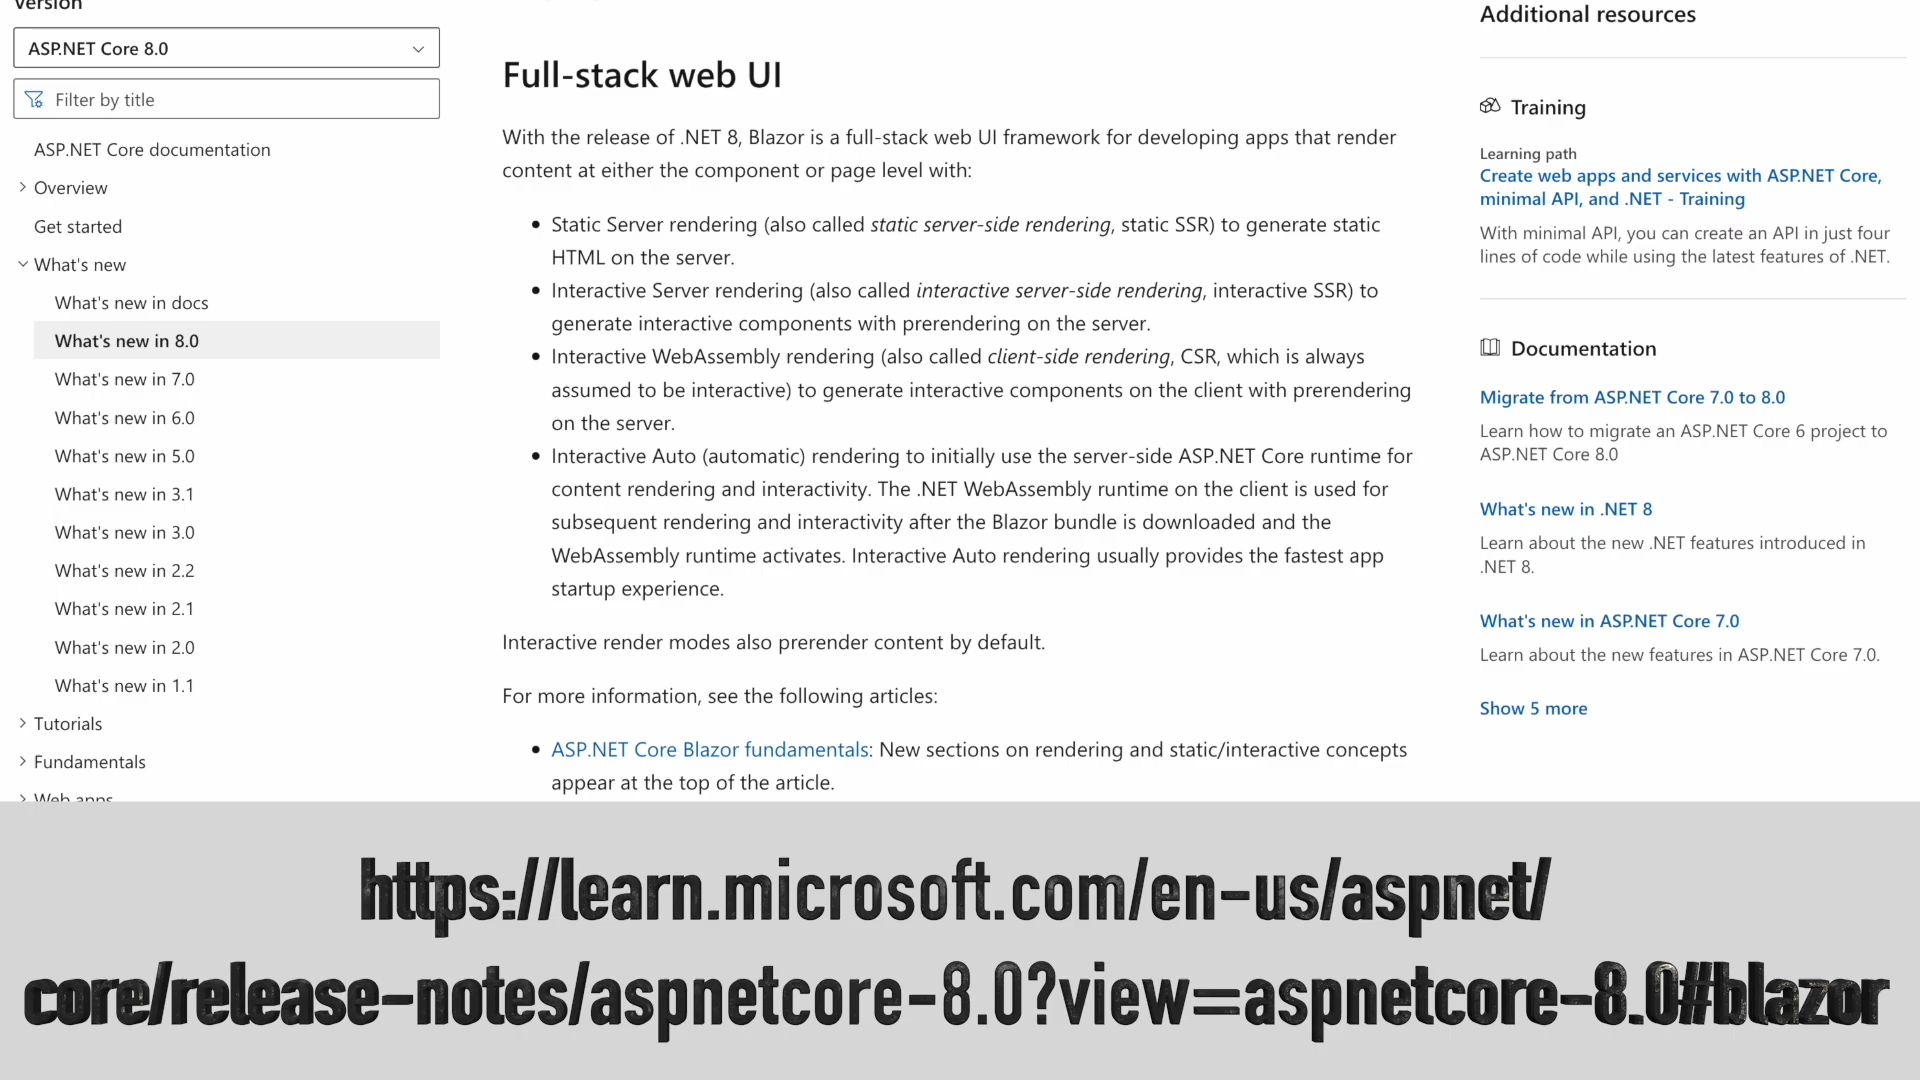 Version
ASP.NET Core 8.0
Filter by title
ASP.NET Core documentation
Overview
Get started
What's new
What's new in docs
What's new in 8.0
What's new in 7.0
What's new in 6.0
What's new in 5.0
What's new in 3.1
What's new in 3.0
What's new in 2.2
What's new in 2.1
What's new in 2.0
What's new in 1.1
Tutorials
Fundamentals
Web apps
Full-stack web UI
With the release of .NET 8, Blazor is a full-stack web UI framework for developing apps that render
content at either the component or page level with:
• Static Server rendering (also called static server-side rendering, static SSR) to generate static
HTML on the server.
• Interactive Server rendering (also called interactive server-side rendering, interactive SSR) to
generate interactive components with prerendering on the server.
• Interactive WebAssembly rendering (also called client-side rendering, CSR, which is always
assumed to be interactive) to generate interactive components on the client with prerendering
on the server.
• Interactive Auto (automatic) rendering to initially use the server-side ASP.NET Core runtime for
content rendering and interactivity. The .NET WebAssembly runtime on the client is used for
subsequent rendering and interactivity after the Blazor bundle is downloaded and the
WebAssembly runtime activates. Interactive Auto rendering usually provides the fastest app
startup experience.
Interactive render modes also prerender content by default.
For more information, see the following articles:
• ASP.NET Core Blazor fundamentals: New sections on rendering and static/interactive concepts
appear at the top of the article.
Additional resources
Training
Learning path
Create web apps and services with ASP.NET Core,
minimal API, and .NET - Training
With minimal API, you can create an API in just four
lines of code while using the latest features of .NET.
Documentation
Migrate from ASP.NET Core 7.0 to 8.0
Learn how to migrate an ASP.NET Core 6 project to
ASP.NET Core 8.0
What's new in .NET 8
Learn about the new .NET features introduced in
.NET 8.
What's new in ASP.NET Core 7.0
Learn about the new features in ASP.NET Core 7.0.
Show 5 more
https://learn.microsoft.com/en-us/aspnet/
core/release-notes/aspnetcore-8.0?view=aspnetcore-8.0#blazor